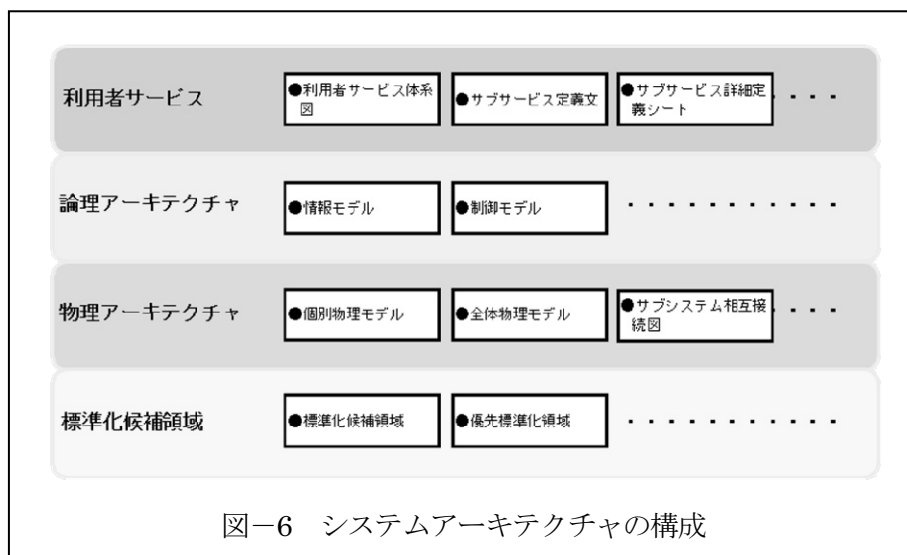 利用者サービス
●利用者サービス体系
図
●サブサービス定義文
●サブサービス詳細定
義シート
・・・・
論理アーキテクチャ
●情報モデル
●制御モデル
・・・・・・・・・・・
物理アーキテクチャ
●個別物理モデル
●全体物理モデル
●サブシステム相互接
続図
・・・・
標準化候補領域
●標準化候補領域
●優先標準化領域
・・・・・・・・・・・
図－6　システムアーキテクチャの構成